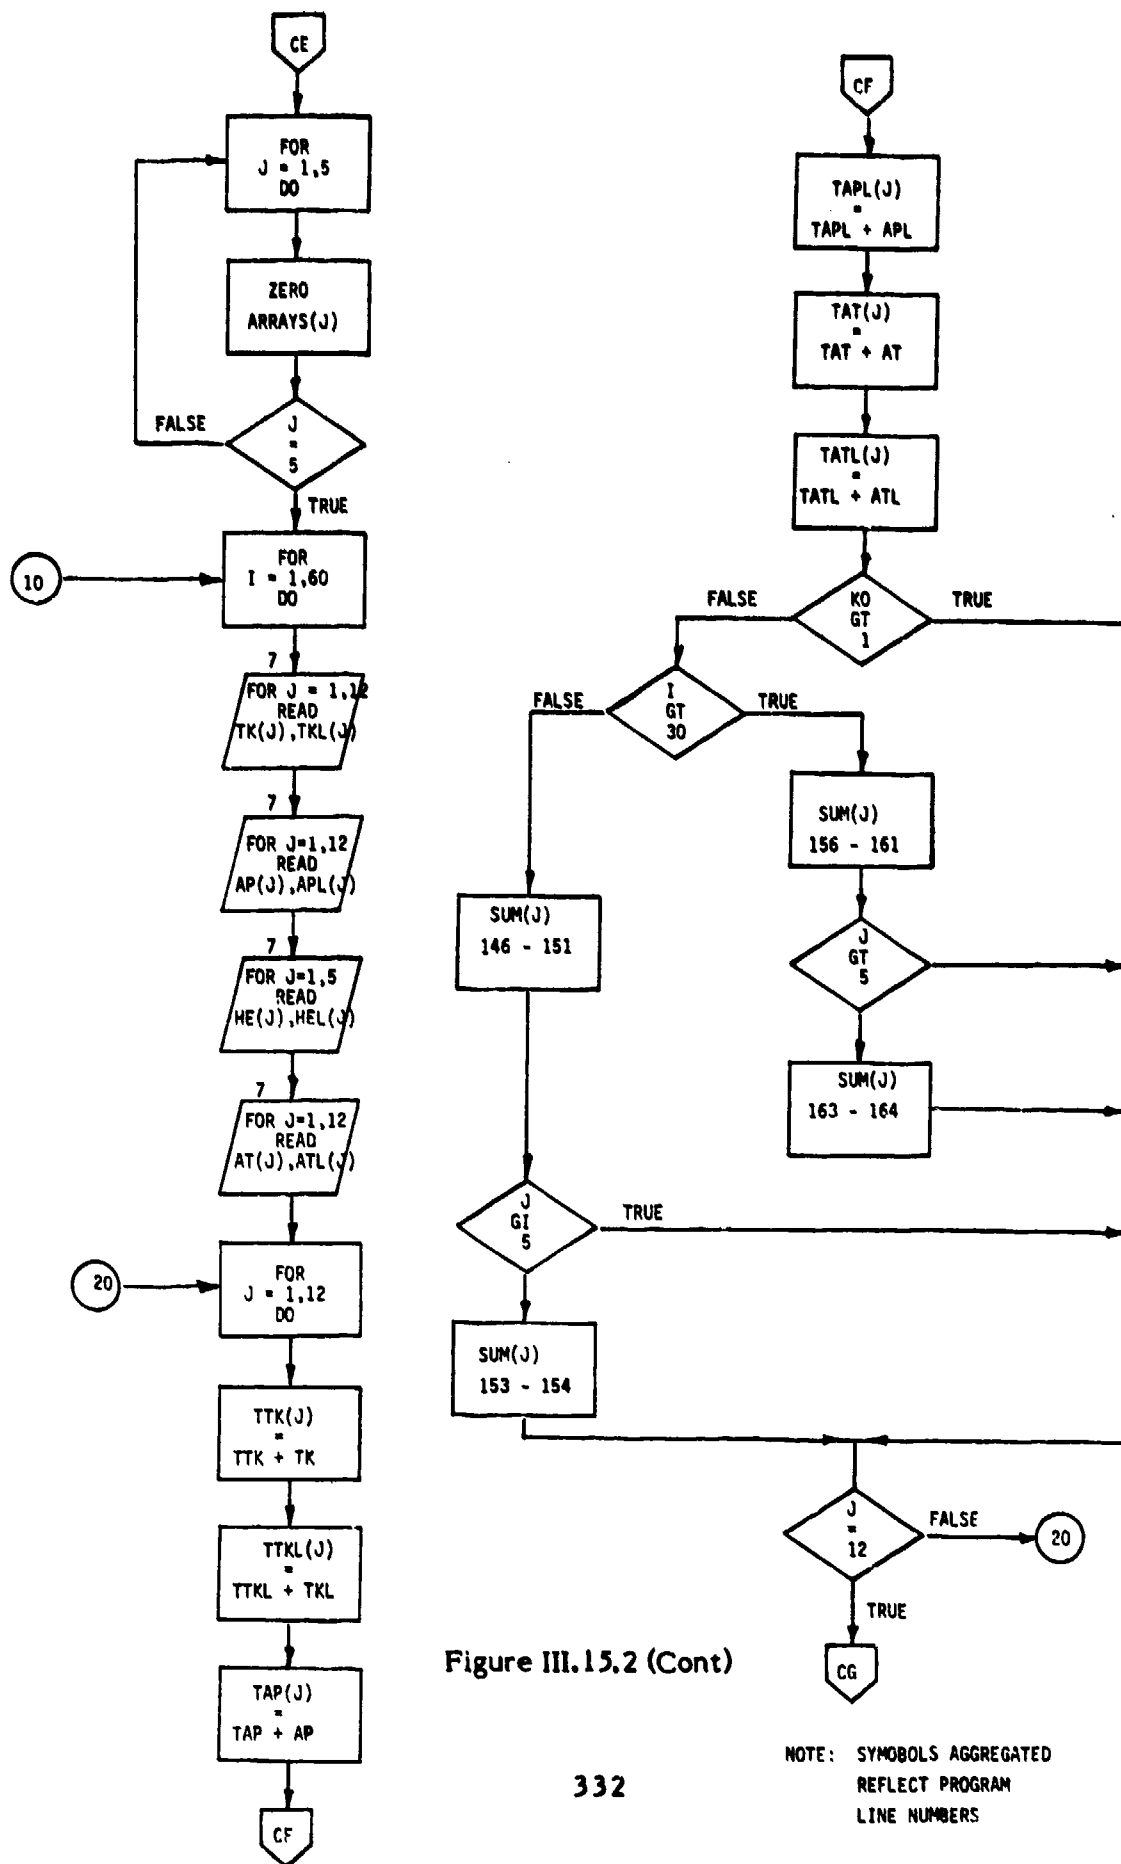 CE
FOR
J = 1,5
DO
ZERO
ARRAYS(J)
FALSE
J
=
5
TRUE
10
FOR
I = 1,60
DO
7
FOR J = 1,12
READ
TK(J),TKL(J)
7
FOR J=1,12
READ
AP(J),APL(J)
7
FOR J=1,5
READ
HE(J),HEL(J)
7
FOR J=1,12
READ
AT(J),ATL(J)
20
FOR
J = 1,12
DO
TTK(J)
=
TTK + TK
TTKL(J)
=
TTKL + TKL
TAP(J)
=
TAP + AP
CF
CF
TAPL(J)
=
TAPL + APL
TAT(J)
=
TAT + AT
TATL(J)
=
TATL + ATL
FALSE
KO
GT
1
TRUE
FALSE
I
GT
30
TRUE
SUM(J)
156 - 161
SUM(J)
146 - 151
J
GT
5
SUM(J)
163 - 164
J
GI
5
TRUE
SUM(J)
153 - 154
J
=
12
FALSE
20
TRUE
CG
Figure III.15.2 (Cont)
NOTE: SYMOBOLS AGGREGATED
REFLECT PROGRAM
LINE NUMBERS
332